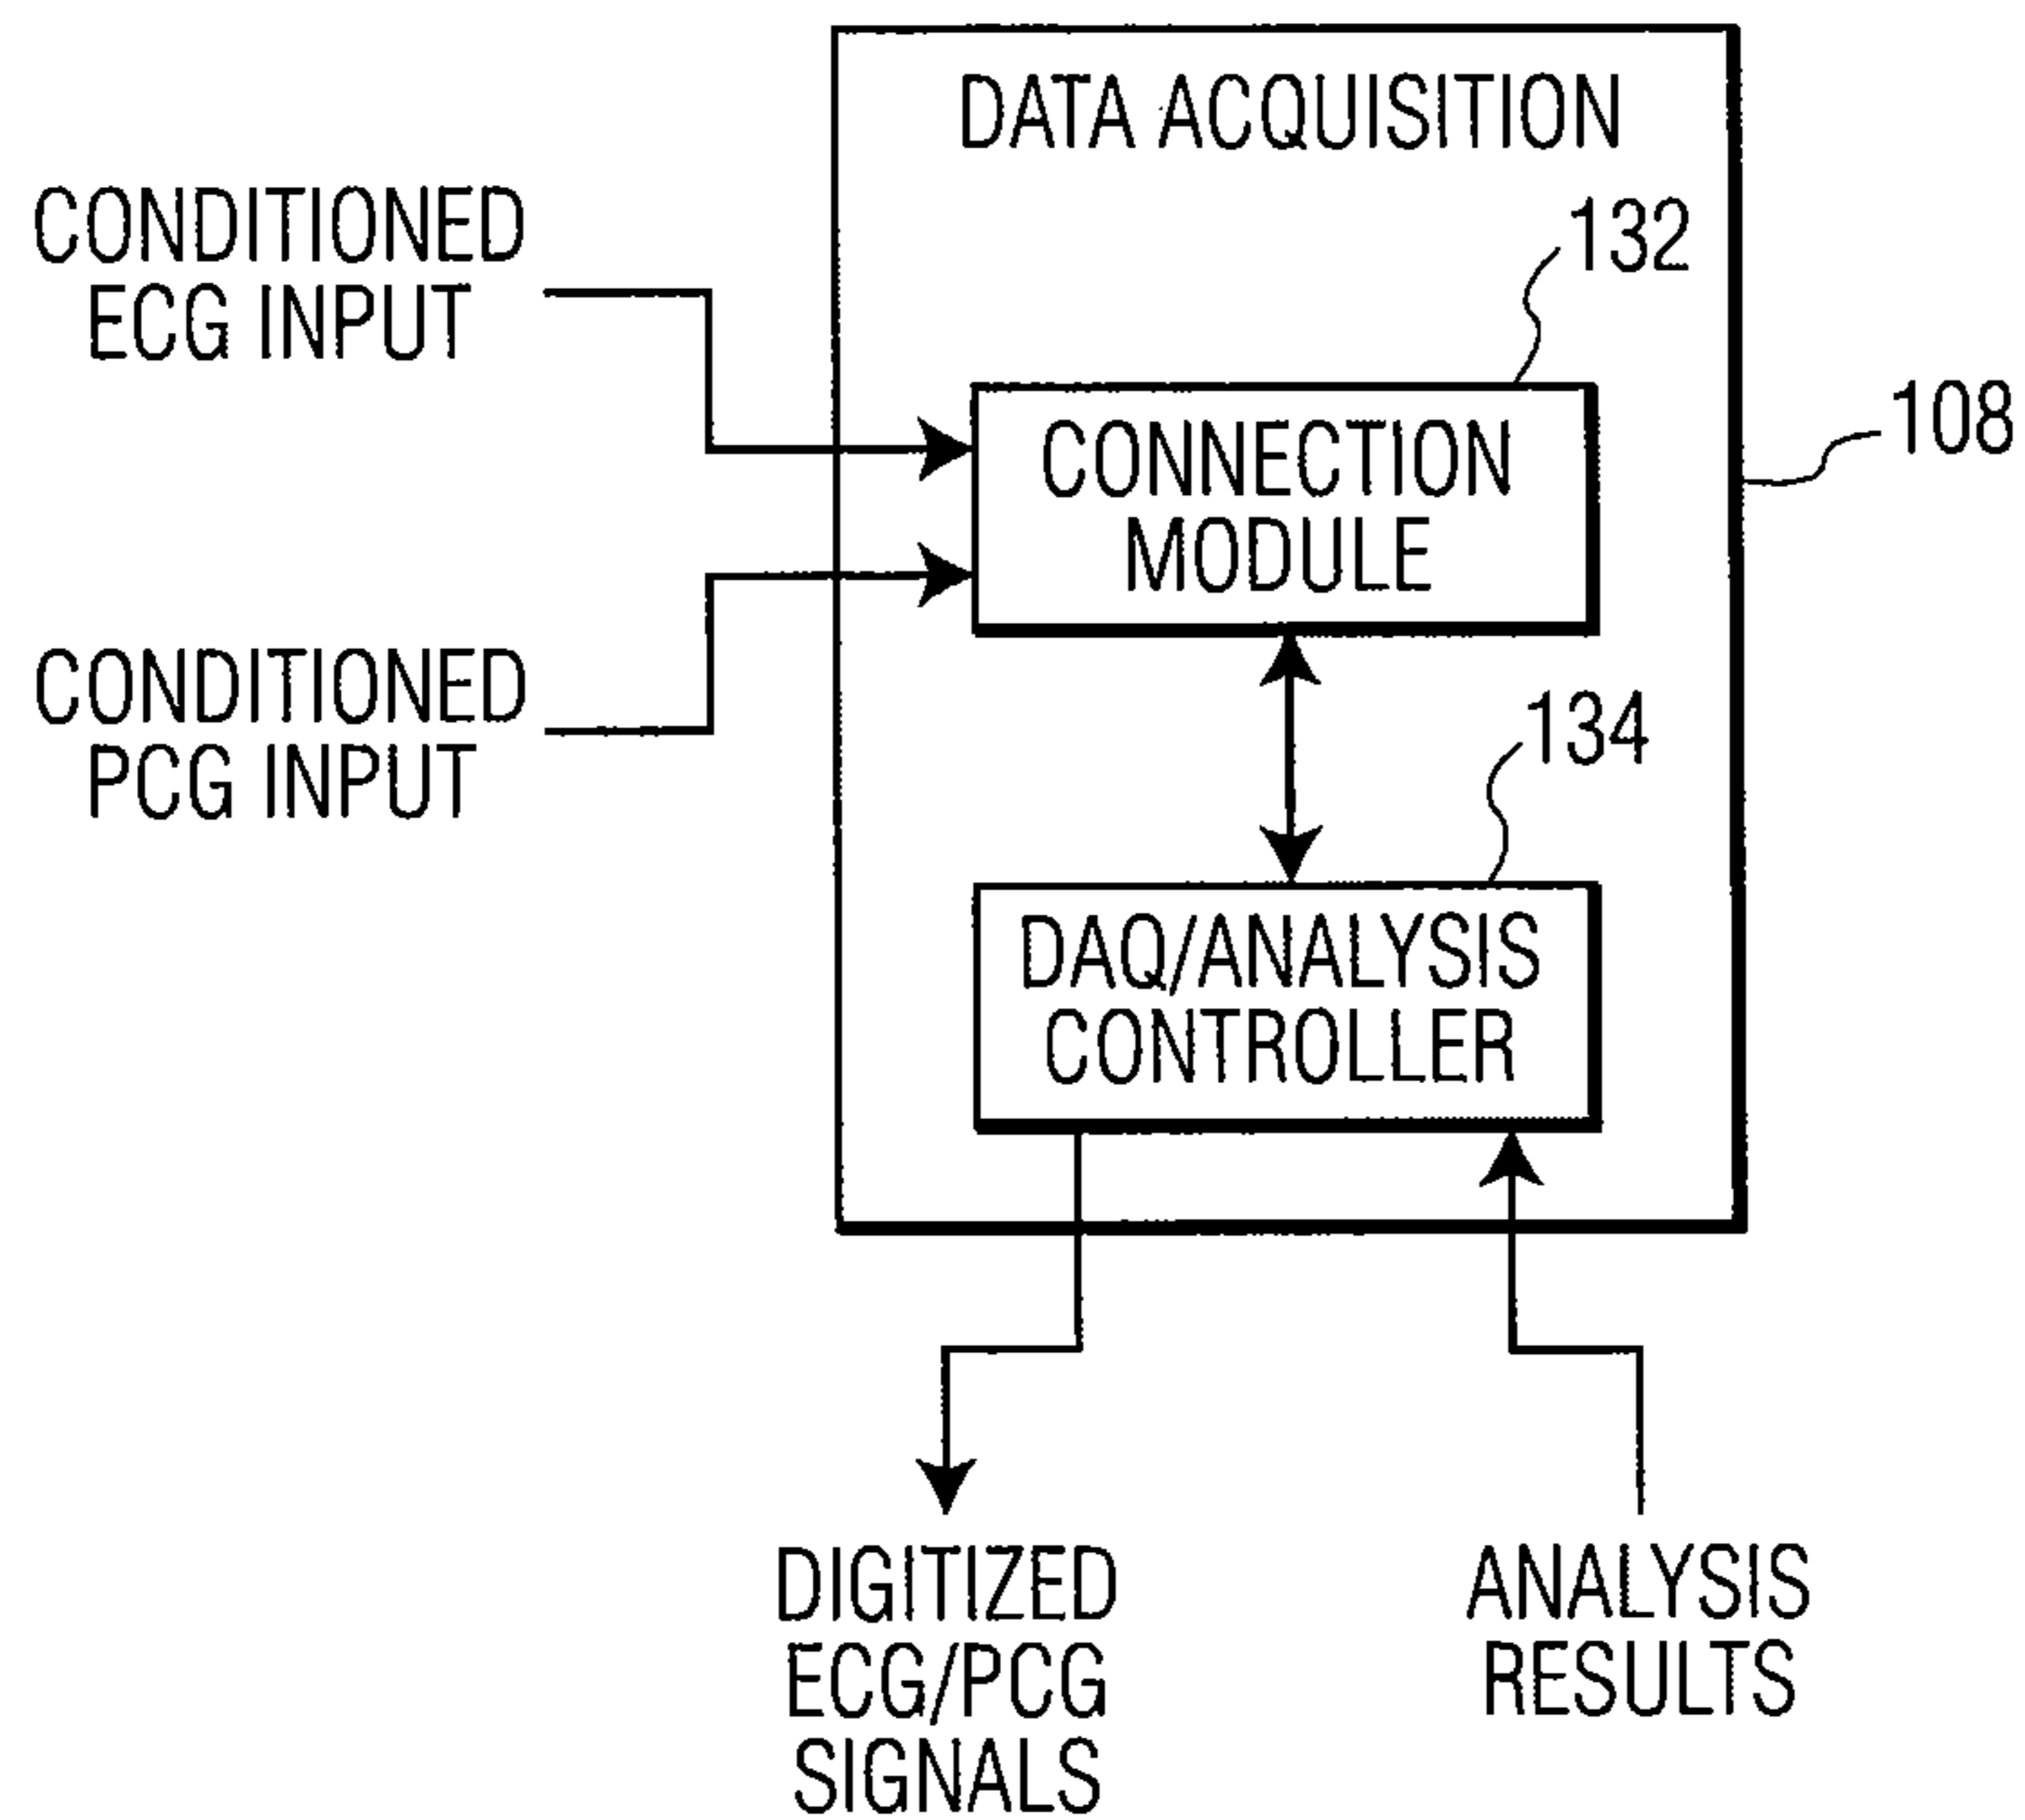 DATA ACQUISITION
CONDITIONED
ECG INPUT
132
108
CONNECTION
MODULE
CONDITIONED
PCG INPUT
134
DAQ/ANALYSIS
CONTROLLER
DIGITIZED
ECG/PCG
SIGNALS
ANALYSIS
RESULTS